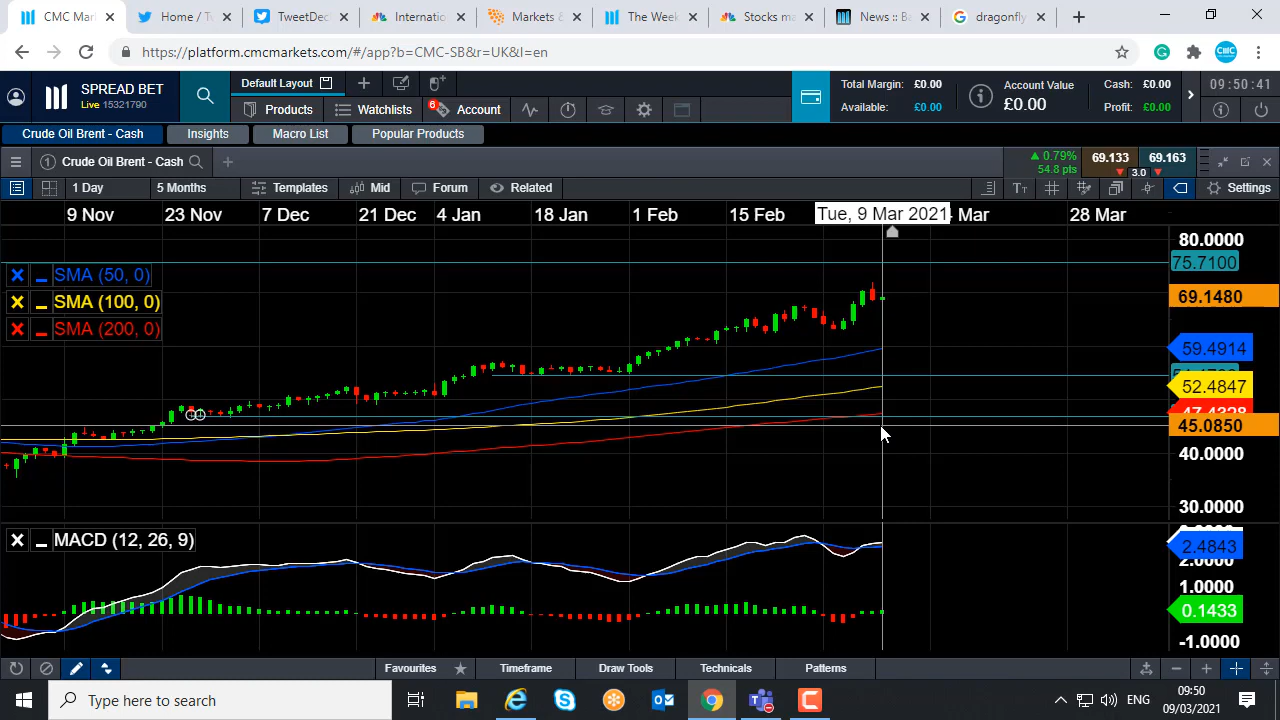 CMC Mar
Home / Tw
TweetDec
Internatio
Markets &
The Week
Stocks ma
News :: Ba
dragonfly
https://platform.cmcmarkets.com/#/app?b=CMC-SB&r=UK&l=en
CMC
SPREAD BET
Live 15321790
Default Layout
Products
Watchlists
6
Account
Total Margin: £0.00
Available: £0.00
Account Value
£0.00
Cash: £0.00
Profit: £0.00
09:50:41
Crude Oil Brent - Cash
Insights
Macro List
Popular Products
1
Crude Oil Brent - Cash
0.79%
54.8 pts
69.133
69.163
3.0
1 Day
5 Months
Templates
Mid
Forum
Related
Settings
9 Nov
23 Nov
7 Dec
21 Dec
4 Jan
18 Jan
1 Feb
15 Feb
Tue, 9 Mar 2021
Mar
28 Mar
SMA (50, 0)
SMA (100, 0)
SMA (200, 0)
80.0000
75.7100
69.1480
59.4914
52.4847
45.0850
40.0000
30.0000
MACD (12, 26, 9)
2.4843
2.0000
1.0000
0.1433
-1.0000
Favourites
Timeframe
Draw Tools
Technicals
Patterns
Type here to search
ENG
09:50
09/03/2021